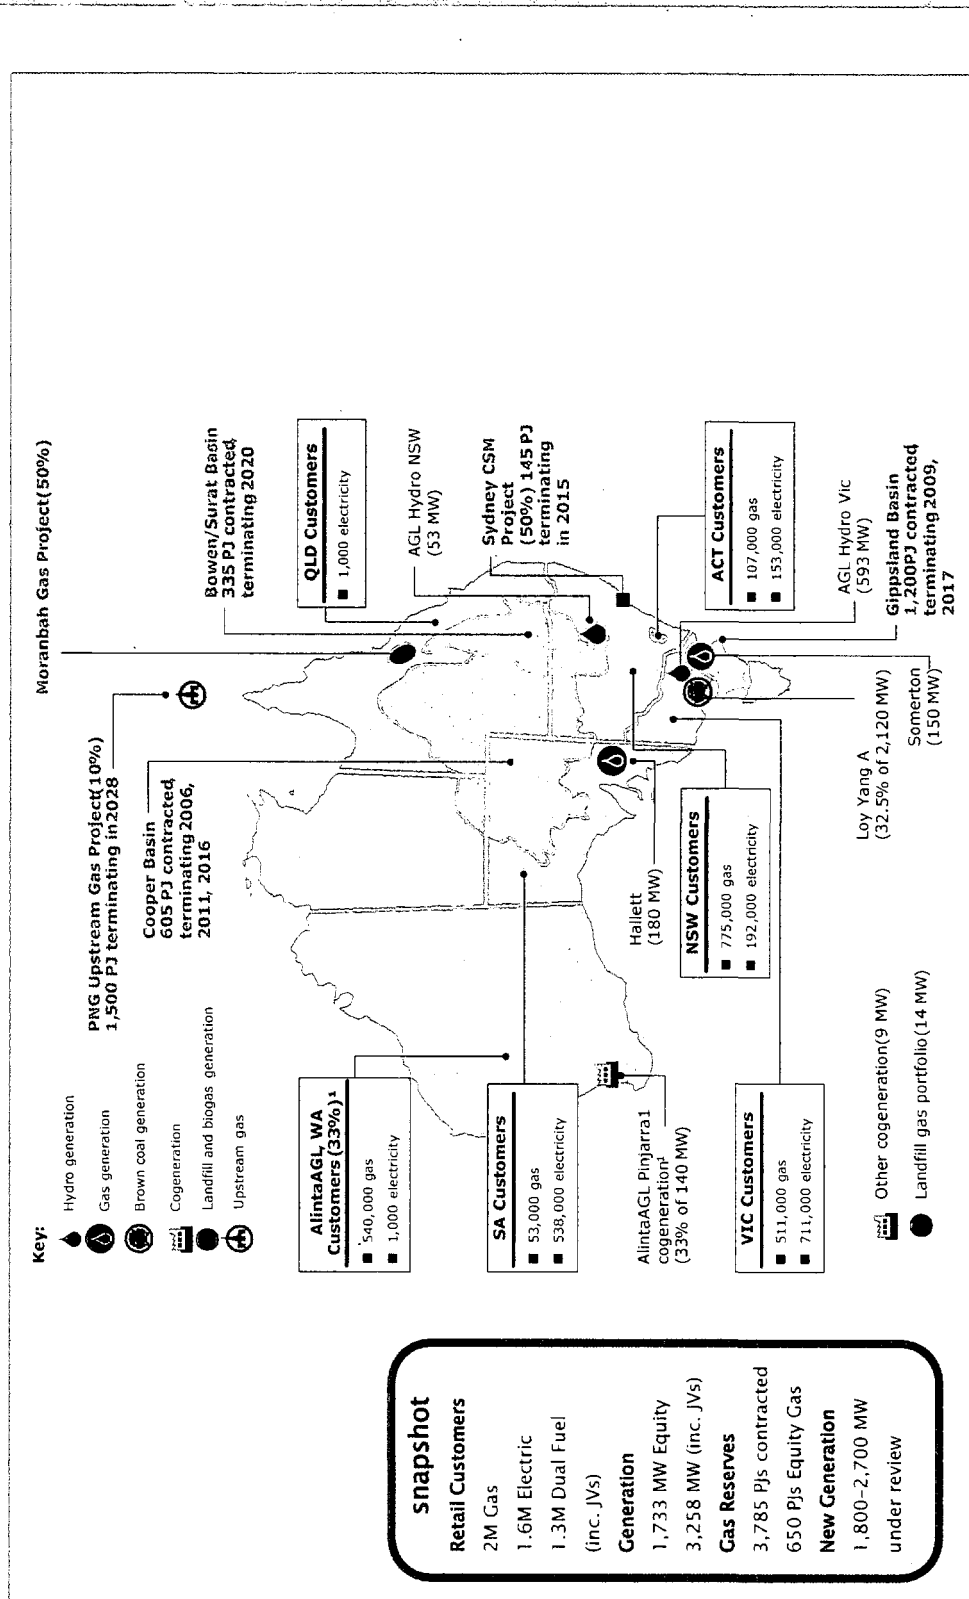 Key:
Hydro generation
Gas generation
Brown coal generation
Cogeneration
Landfill and biogas generation
Upstream gas
PNG Upstream Gas Project(10%)
1,500 PJ terminating in2028
Moranbah Gas Project(50%)
Cooper Basin
605 PJ contracted,
terminating 2006,
2011, 2016
Bowen/Surat Basin
335 PJ contracted,
terminating 2020
AlintaAGL, WA
Customers (33%)¹
540,000 gas
1,000 electricity
QLD Customers
1,000 electricity
AGL Hydro NSW
(53 MW)
SA Customers
53,000 gas
538,000 electricity
Sydney CSM
Project
(50%) 145 PJ
terminating
in 2015
AlintaAGL Pinjarra1
cogeneration¹
(33% of 140 MW)
Hallett
(180 MW)
NSW Customers
775,000 gas
192,000 electricity
ACT Customers
107,000 gas
153,000 electricity
VIC Customers
511,000 gas
711,000 electricity
AGL Hydro Vic
(593 MW)
Loy Yang A
(32.5% of 2,120 MW)
Gippsland Basin
1,200PJ contracted,
terminating 2009,
2017
Somerton
(150 MW)
Other cogeneration(9 MW)
Landfill gas portfolio(14 MW)
snapshot
Retail Customers
2M Gas
1.6M Electric
1.3M Dual Fuel
(inc. JVs)
Generation
1,733 MW Equity
3,258 MW (inc. JVs)
Gas Reserves
3,785 PJs contracted
650 PJs Equity Gas
New Generation
1,800-2,700 MW
under review